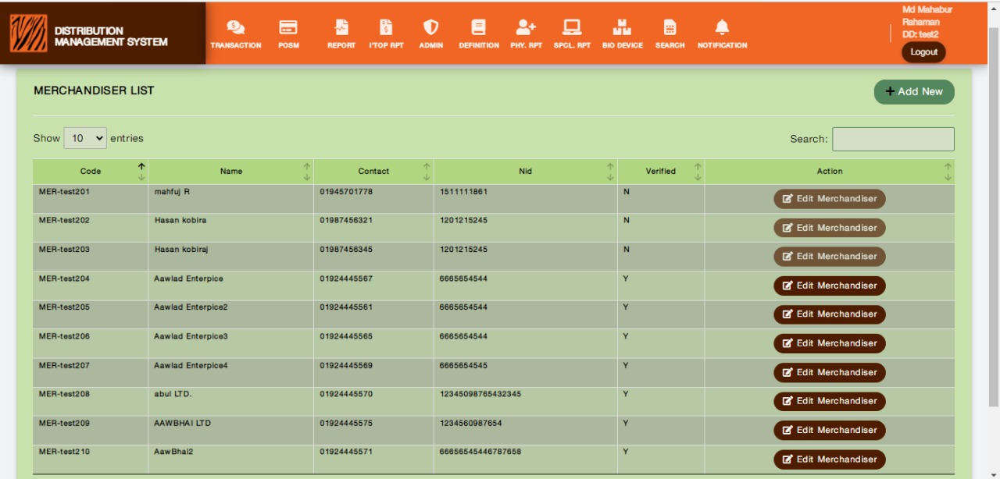 DISTRIBUTION
MANAGEMENT SYSTEM
TRANSACTION POSM REPORT I'TOP RPT ADMIN DEFINITION PHY. RPT SPCL. RPT BIO DEVICE SEARCH NOTIFICATION
Md Mahabur
Rahaman
DD: test2
Logout
MERCHANDISER LIST
Add New
Show 10 entries Search:
Code Name Contact Nid Verified Action
MER-test201 mahfuj R 01945701778 1511111861 N Edit Merchandiser
MER-test202 Hasan kobira 01987456321 1201215245 N Edit Merchandiser
MER-test203 Hasan kobiraj 01987456345 1201215245 N Edit Merchandiser
MER-test204 Aawlad Enterpice 01924445567 6665654544 Y Edit Merchandiser
MER-test205 Aawlad Enterpice2 01924445561 6665654544 Y Edit Merchandiser
MER-test206 Aawlad Enterpice3 01924445565 6665654544 Y Edit Merchandiser
MER-test207 Aawlad Enterpice4 01924445569 6665654545 Y Edit Merchandiser
MER-test208 abul LTD. 01924445570 12345098765432345 Y Edit Merchandiser
MER-test209 AAWBHAI LTD 01924445575 1234560987654 Y Edit Merchandiser
MER-test210 AawBhai2 01924445571 66656545446787658 Y Edit Merchandiser